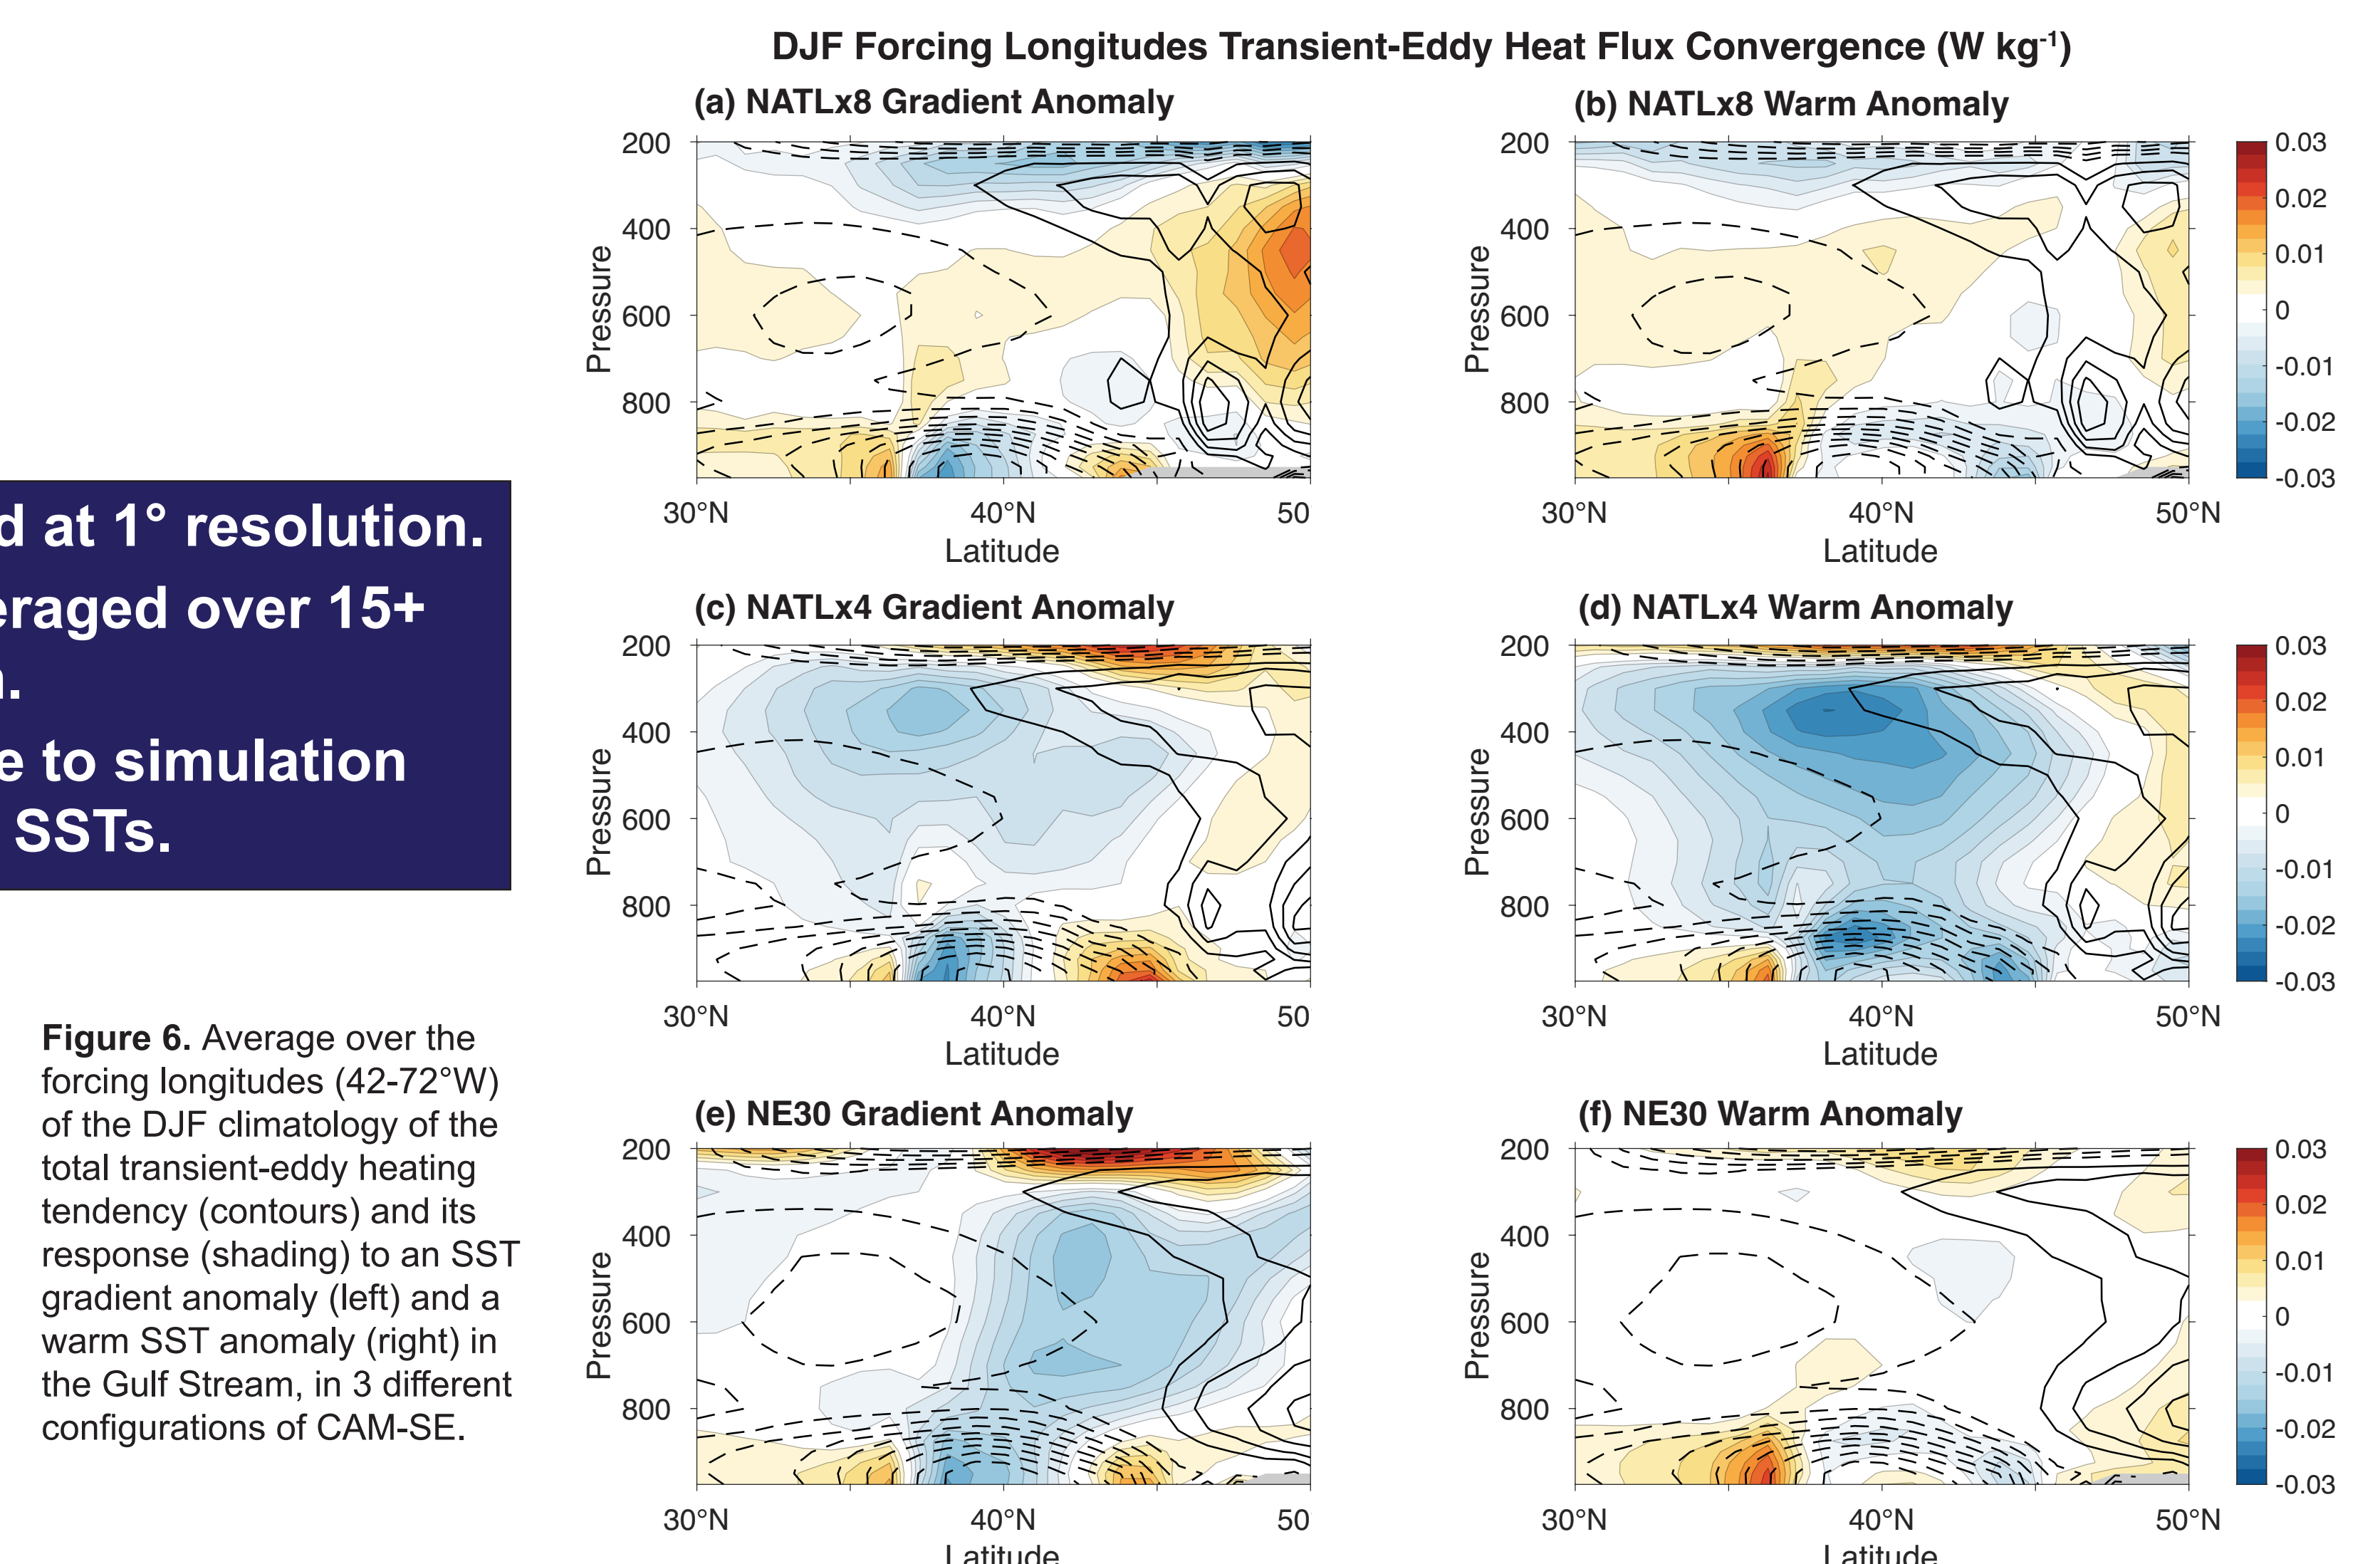 DJF Forcing Longitudes Transient-Eddy Heat Flux Convergence (W kg-1)
(a) NATLx8 Gradient Anomaly
200
400
600
800
Pressure
30°N 40°N 50
Latitude
(b) NATLx8 Warm Anomaly
200
400
600
800
Pressure
30°N 40°N 50°N
Latitude
0.03
0.02
0.01
0
-0.01
-0.02
-0.03
at 1° resolution.
over 15+
to simulation
SSTs.
(c) NATLx4 Gradient Anomaly
200
400
600
800
Pressure
30°N 40°N 50
Latitude
(d) NATLx4 Warm Anomaly
200
400
600
800
Pressure
30°N 40°N 50°N
Latitude
0.03
0.02
0.01
0
-0.01
-0.02
-0.03
Figure 6. Average over the
forcing longitudes (42-72°W)
of the DJF climatology of the
total transient-eddy heating
tendency (contours) and its
response (shading) to an SST
gradient anomaly (left) and a
warm SST anomaly (right) in
the Gulf Stream, in 3 different
configurations of CAM-SE.
(e) NE30 Gradient Anomaly
200
400
600
800
Pressure
30°N 40°N 50
Latitude
(f) NE30 Warm Anomaly
200
400
600
800
Pressure
30°N 40°N 50°N
Latitude
0.03
0.02
0.01
0
-0.01
-0.02
-0.03